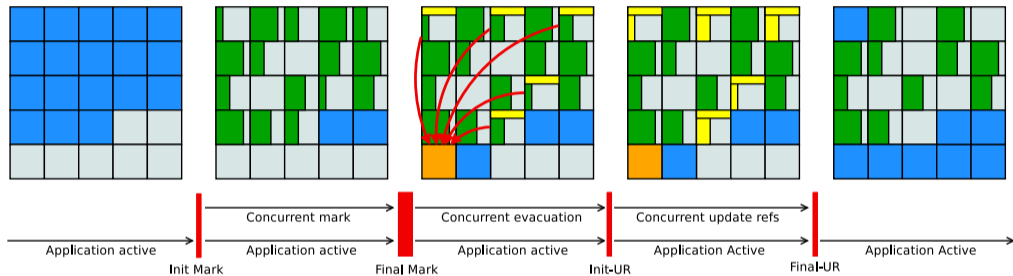 Concurrent mark
Concurrent evacuation
Concurrent update refs
Application active
Application active
Application active
Application Active
Application Active
Init Mark
Final Mark
Init-UR
Final-UR